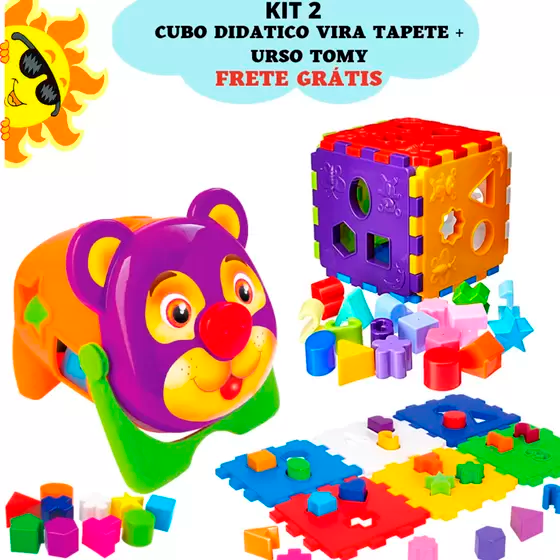 KIT 2
CUBO DIDATICO VIRA TAPETE +
URSO TOMY
FRETE GRÁTIS